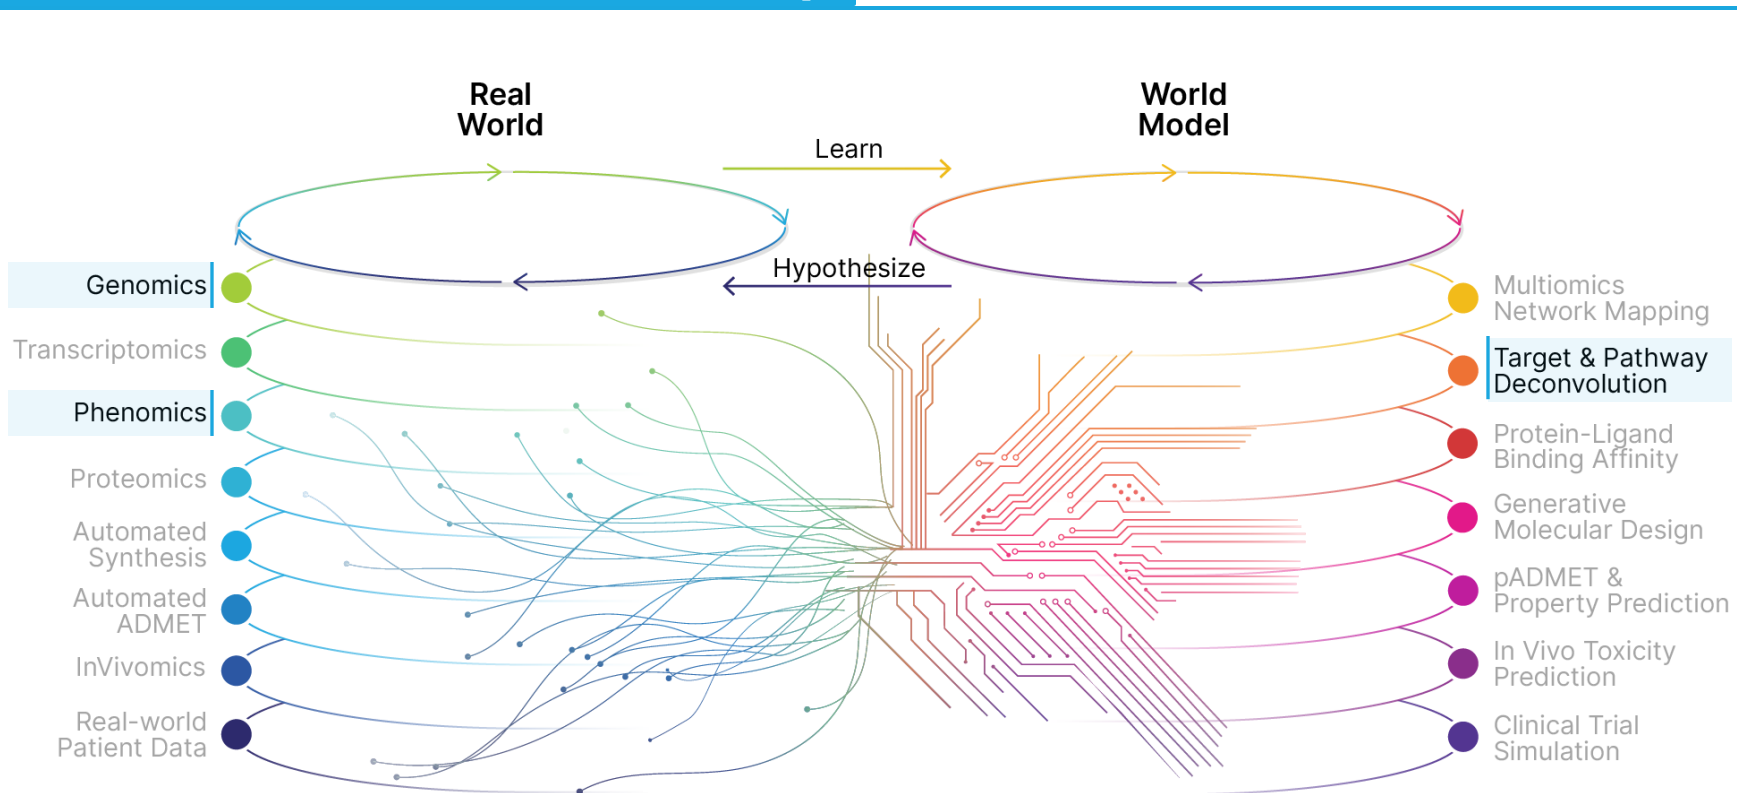 Real
World
World
Model
Learn
Hypothesize
Genomics
Transcriptomics
Phenomics
Proteomics
Automated
Synthesis
Automated
ADMET
InVivomics
Real-world
Patient Data
Multiomics
Network Mapping
Target & Pathway
Deconvolution
Protein-Ligand
Binding Affinity
Generative
Molecular Design
pADMET &
Property Prediction
In Vivo Toxicity
Prediction
Clinical Trial
Simulation